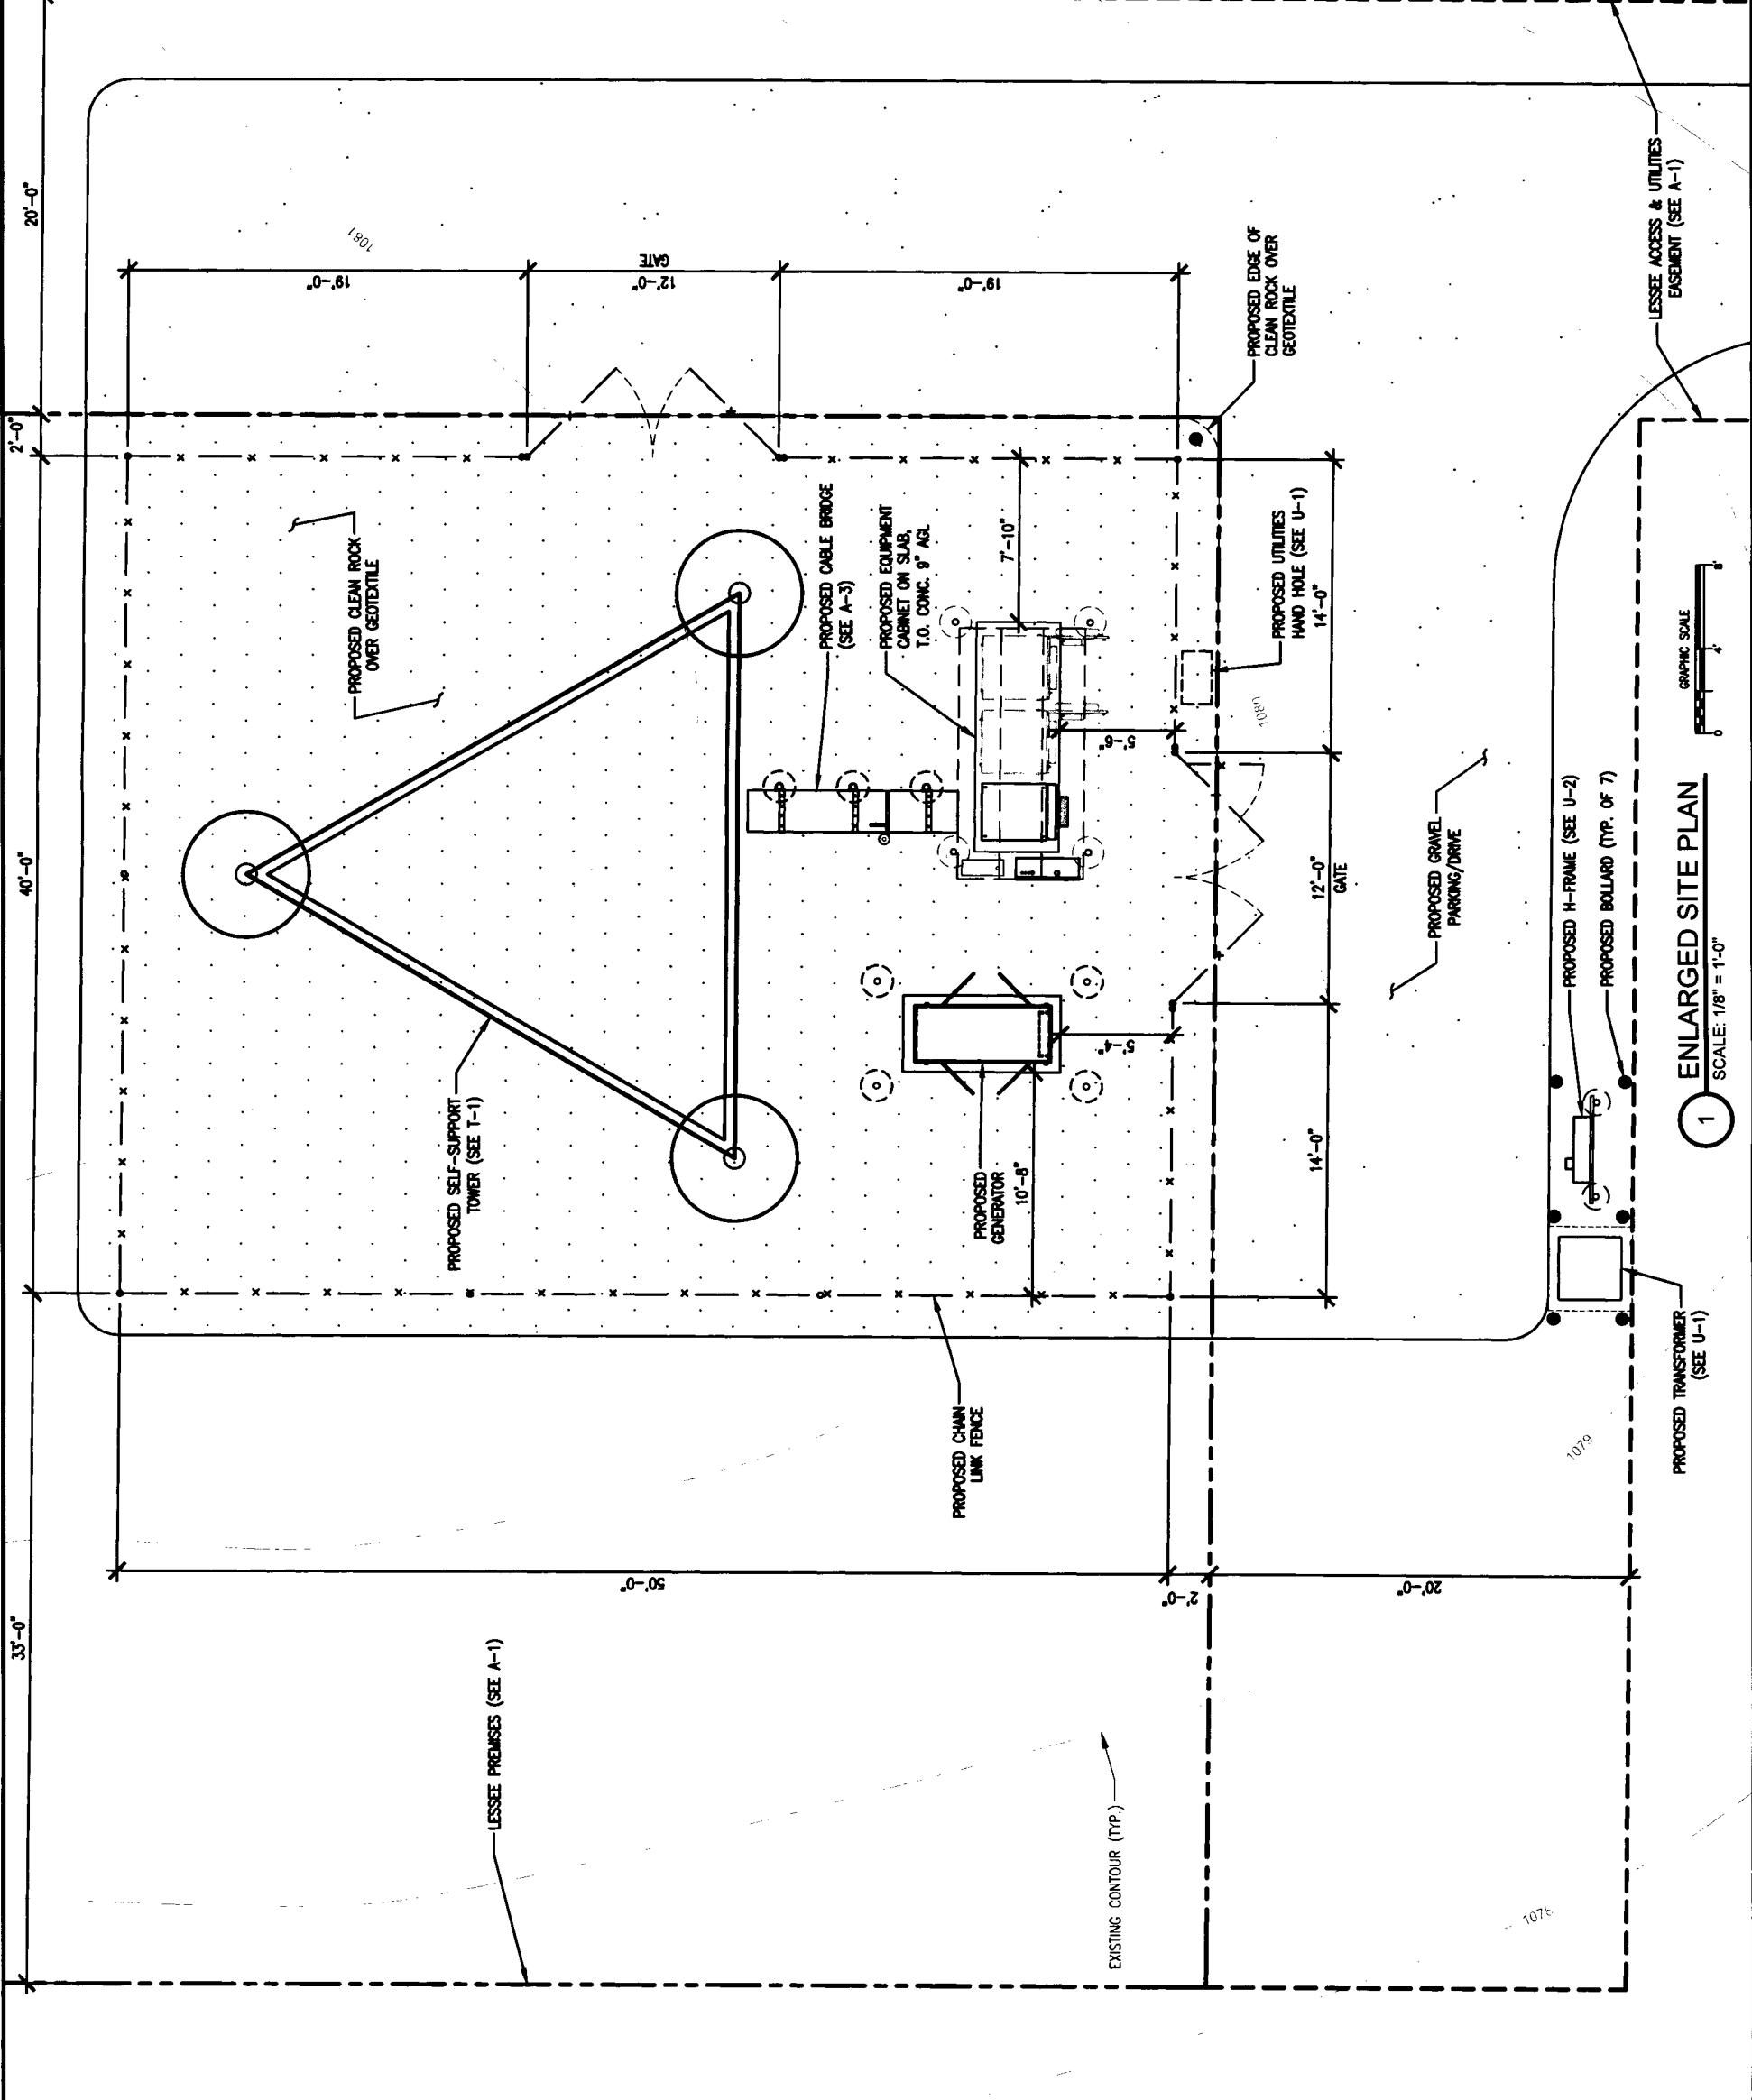 33'-0"
40'-0"
2'-0"
20'-0"
1081
19'-0"
12'-0"
GATE
19'-0"
PROPOSED CLEAN ROCK
OVER GEOTEXTILE
PROPOSED SELF-SUPPORT
TOWER (SEE T-1)
PROPOSED CABLE BRIDGE
(SEE A-3)
PROPOSED EQUIPMENT
CABINET ON SLAB,
T.O. CONC. 9" AGL
7'-10"
5'-6"
PROPOSED EDGE OF
CLEAN ROCK OVER
GEOTEXTILE
PROPOSED UTILITIES
HAND HOLE (SEE U-1)
14'-0"
12'-0"
GATE
14'-0"
PROPOSED
GENERATOR
10'-8"
5'-4"
PROPOSED CHAIN
LINK FENCE
50'-0"
2'-0"
20'-0"
LESSEE PREMISES (SEE A-1)
EXISTING CONTOUR (TYP.)
1079
PROPOSED GRAVEL
PARKING/DRIVE
LESSEE ACCESS & UTILITIES
EASEMENT (SEE A-1)
PROPOSED H-FRAME (SEE U-2)
PROPOSED BOLLARD (TYP. OF 7)
PROPOSED TRANSFORMER
(SEE U-1)
1
ENLARGED SITE PLAN
SCALE: 1/8" = 1'-0"
GRAPHIC SCALE
0 4' 8'